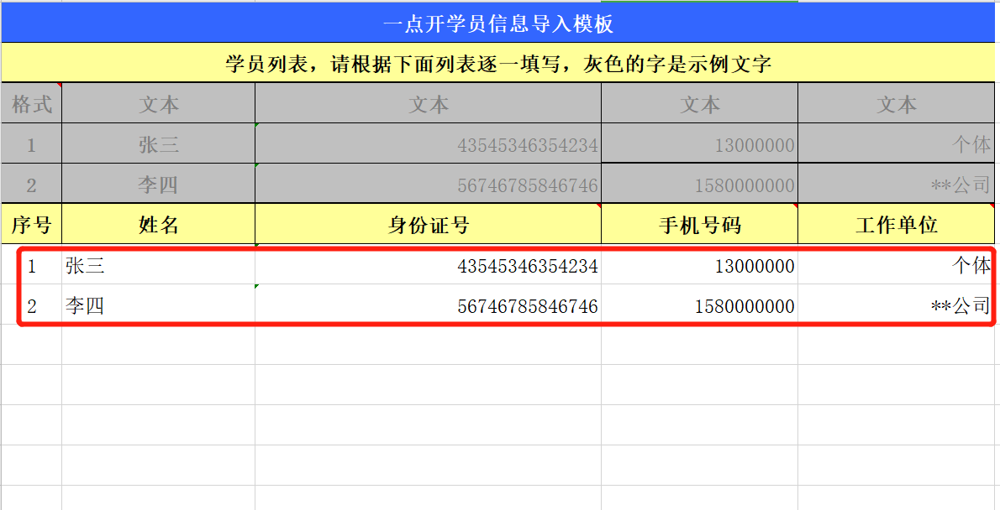 一点开学员信息导入模板
学员列表，请根据下面列表逐一填写，灰色的字是示例文字
格式 文本 文本 文本 文本
1 张三 43545346354234 13000000 个体
2 李四 56746785846746 1580000000 **公司
序号 姓名 身份证号 手机号码 工作单位
1 张三 43545346354234 13000000 个体
2 李四 56746785846746 1580000000 **公司